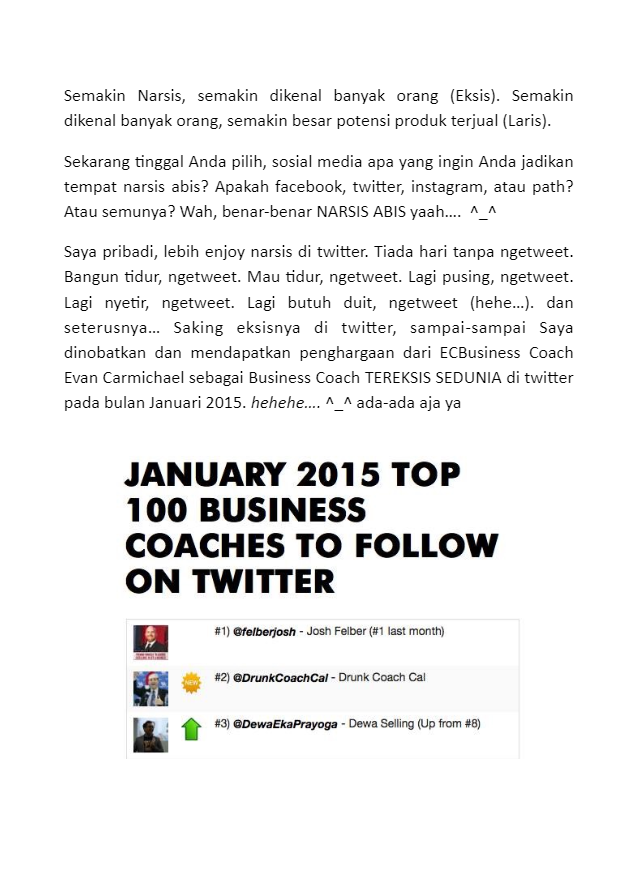 Semakin Narsis, semakin dikenal banyak orang (Eksis). Semakin
dikenal banyak orang, semakin besar potensi produk terjual (Laris).
Sekarang tinggal Anda pilih, sosial media apa yang ingin Anda jadikan
tempat narsis abis? Apakah facebook, twitter, instagram, atau path?
Atau semunya? Wah, benar-benar NARSIS ABIS yaah.... ^_^
Saya pribadi, lebih enjoy narsis di twitter. Tiada hari tanpa ngetweet.
Bangun tidur, ngetweet. Mau tidur, ngetweet. Lagi pusing, ngetweet.
Lagi nyetir, ngetweet. Lagi butuh duit, ngetweet (hehe...). dan
seterusnya... Saking eksisnya di twitter, sampai-sampai Saya
dinobatkan dan mendapatkan penghargaan dari ECBusiness Coach
Evan Carmichael sebagai Business Coach TEREKSIS SEDUNIA di twitter
pada bulan Januari 2015. hehehe.... ^_^ ada-ada aja ya
JANUARY 2015 TOP
100 BUSINESS
COACHES TO FOLLOW
ON TWITTER
#1) @felberjosh - Josh Felber (#1 last month)
NEW #2) @DrunkCoachCal - Drunk Coach Cal
#3) @DewaEkaPrayoga - Dewa Selling (Up from #8)